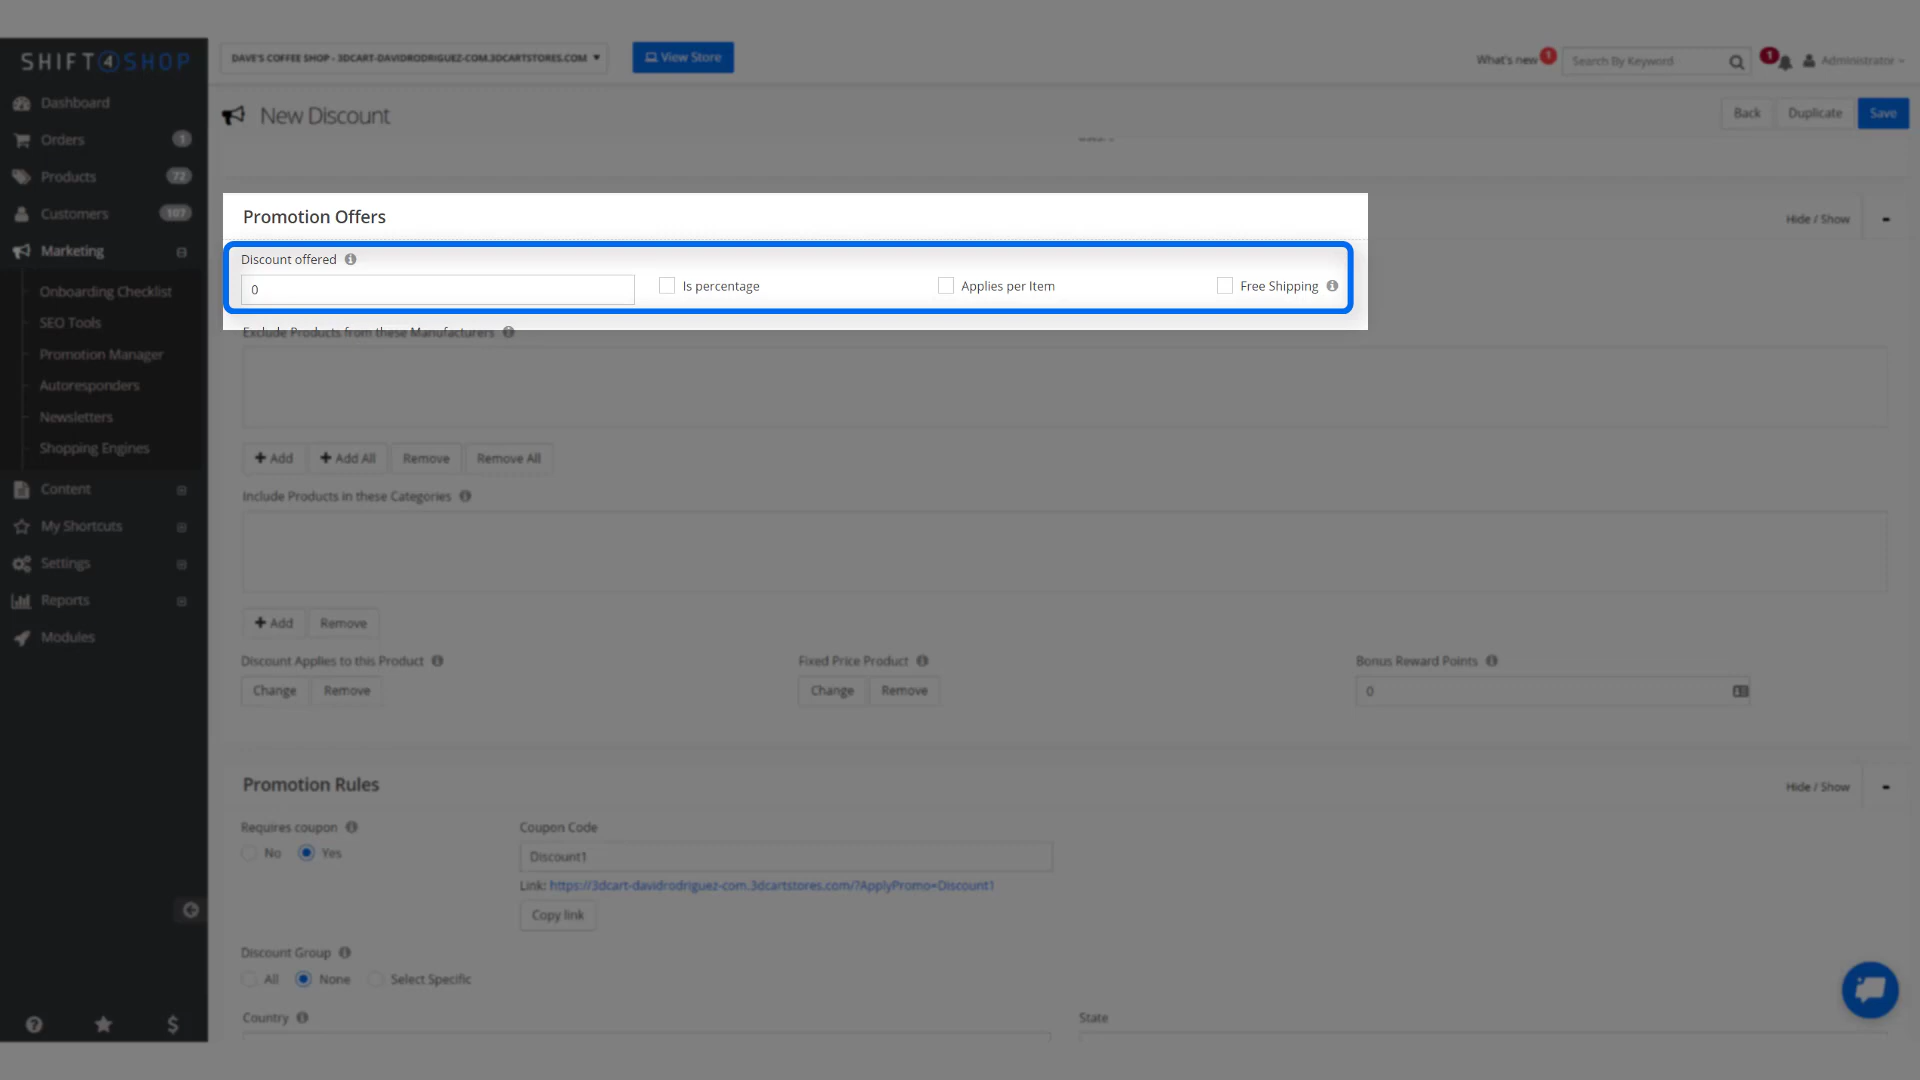 SHIFT4SHOP
DAVE'S COFFEE SHOP - 3DCART-DAVIDRODRIGUEZ-COM.3DCARTSTORES.COM
View Store
What's new
1
Search By Keyword
1
Administrator
New Discount
Back
Duplicate
Save
Dashboard
Orders
1
Products
72
Customers
107
Marketing
Onboarding Checklist
SEO Tools
Promotion Manager
Autoresponders
Newsletters
Shopping Engines
Content
My Shortcuts
Settings
Reports
Modules
Promotion Offers
Hide / Show
Discount offered
0
Is percentage
Applies per Item
Free Shipping
Exclude Products from these Manufacturers
Add
Add All
Remove
Remove All
Include Products in these Categories
Add
Remove
Discount Applies to this Product
Fixed Price Product
Bonus Reward Points
Change
Remove
Change
Remove
0
Promotion Rules
Hide / Show
Requires coupon
Coupon Code
No
Yes
Discount1
Link: https://3dcart-davidrodriguez-com.3dcartstores.com/?ApplyPromo=Discount1
Copy link
Discount Group
All
None
Select Specific
Country
State